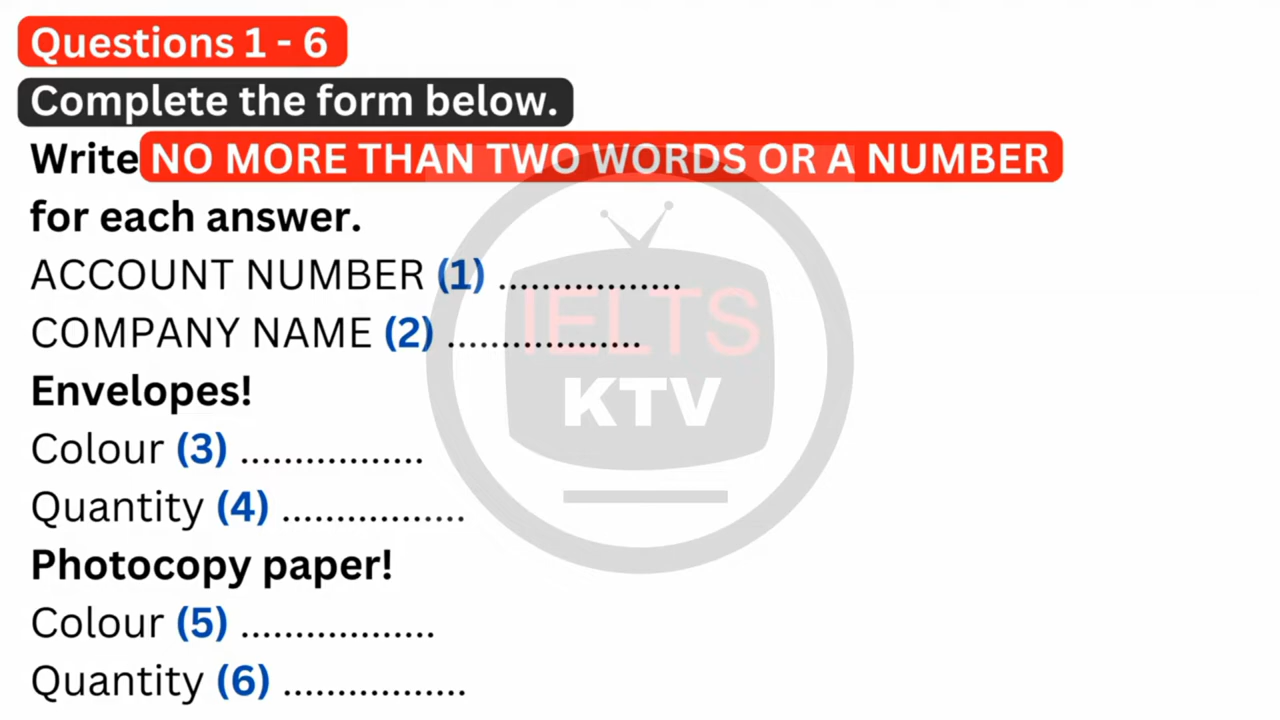 Questions 1 - 6
Complete the form below.
Write NO MORE THAN TWO WORDS OR A NUMBER
for each answer.
ACCOUNT NUMBER (1) .................
COMPANY NAME (2) ..................
Envelopes!
Colour (3) .................
Quantity (4) .................
Photocopy paper!
Colour (5) ..................
Quantity (6) .................
IELTS
KTV